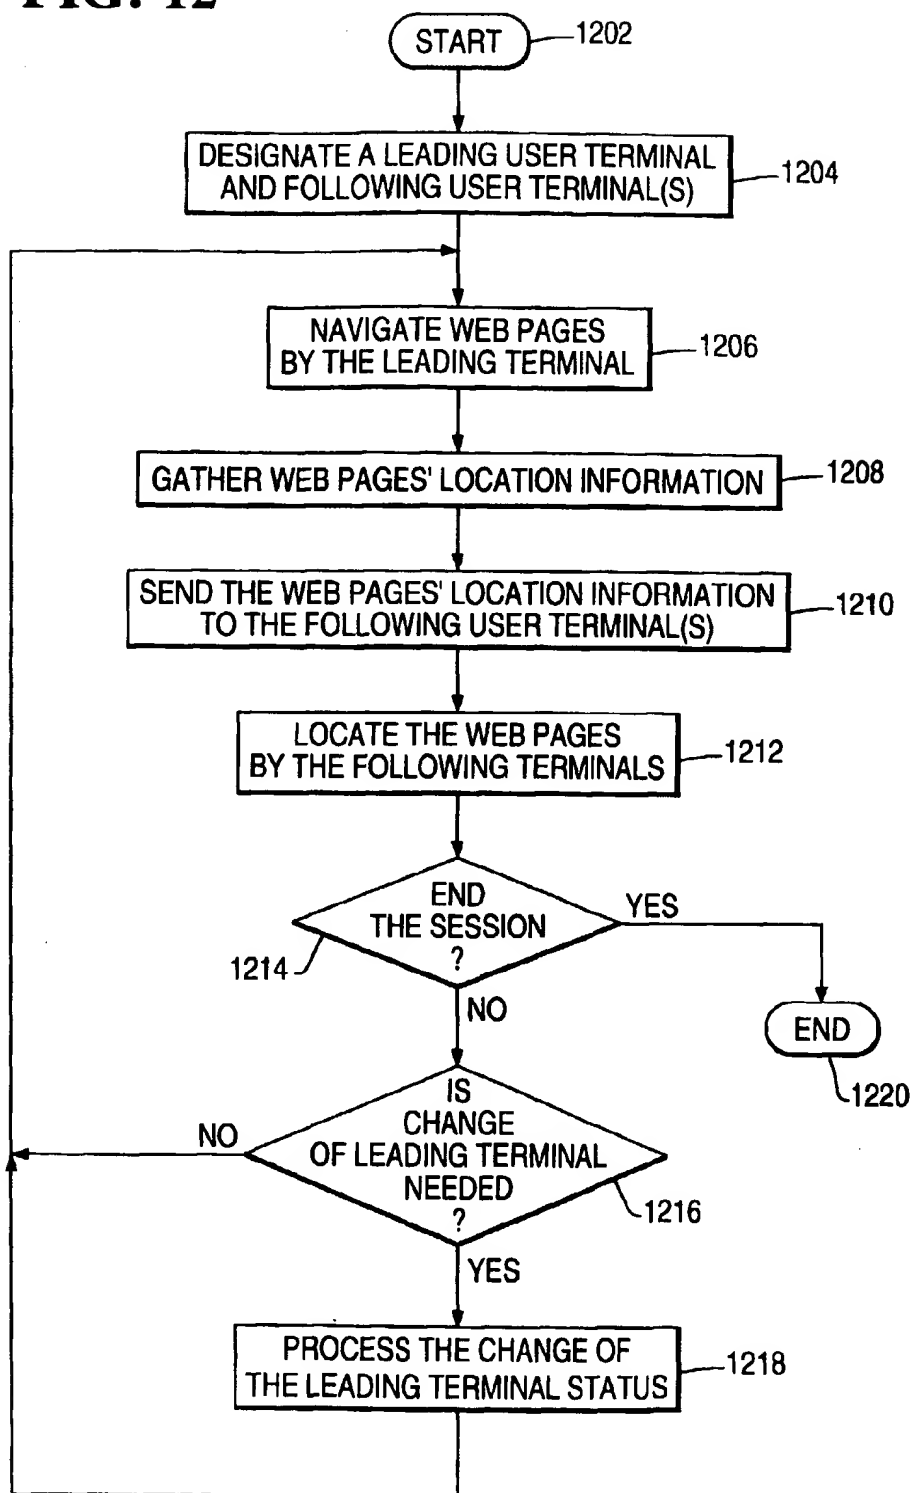 FIG. 12
START
1202
DESIGNATE A LEADING USER TERMINAL
AND FOLLOWING USER TERMINAL(S)
1204
NAVIGATE WEB PAGES
BY THE LEADING TERMINAL
1206
GATHER WEB PAGES' LOCATION INFORMATION
1208
SEND THE WEB PAGES' LOCATION INFORMATION
TO THE FOLLOWING USER TERMINAL(S)
1210
LOCATE THE WEB PAGES
BY THE FOLLOWING TERMINALS
1212
END
THE SESSION
?
YES
1214
NO
END
1220
IS
CHANGE
OF LEADING TERMINAL
NEEDED
?
NO
1216
YES
PROCESS THE CHANGE OF
THE LEADING TERMINAL STATUS
1218